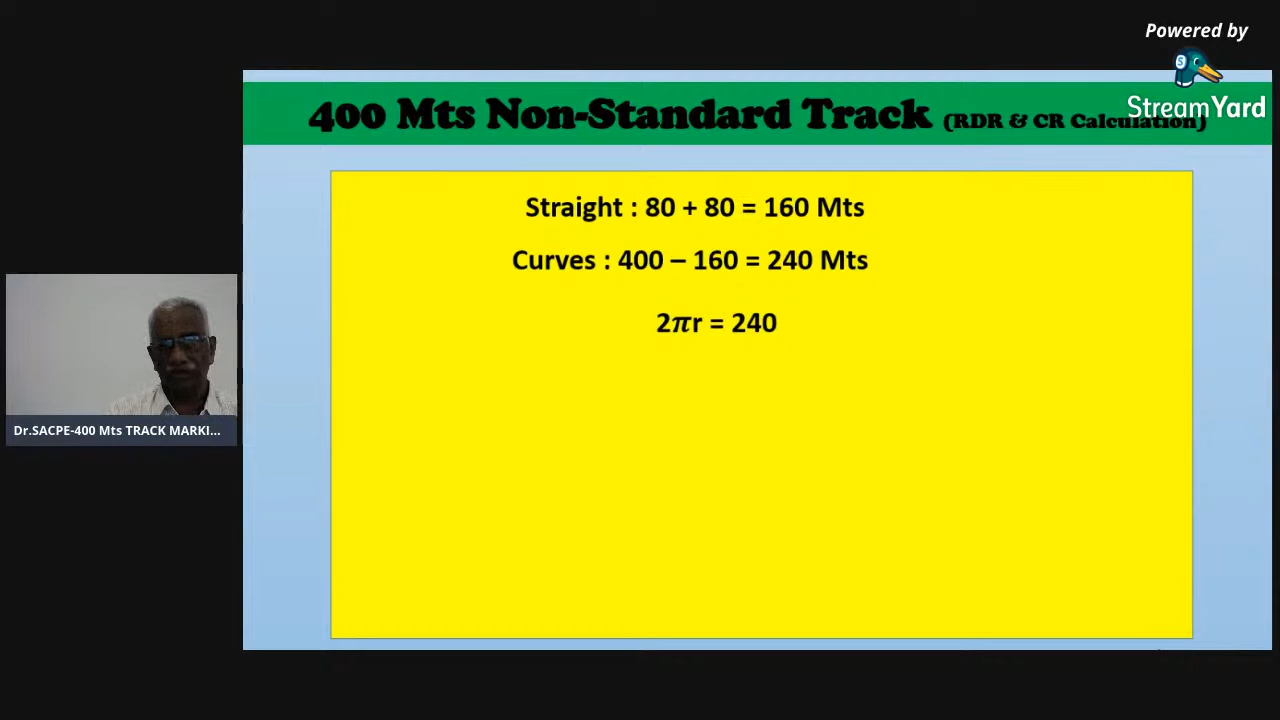 Powered by
StreamYard
400 Mts Non-Standard Track (RDR & CR Calculation)
Straight : 80 + 80 = 160 Mts
Curves : 400 – 160 = 240 Mts
2πr = 240
Dr.SACPE-400 Mts TRACK MARKI...